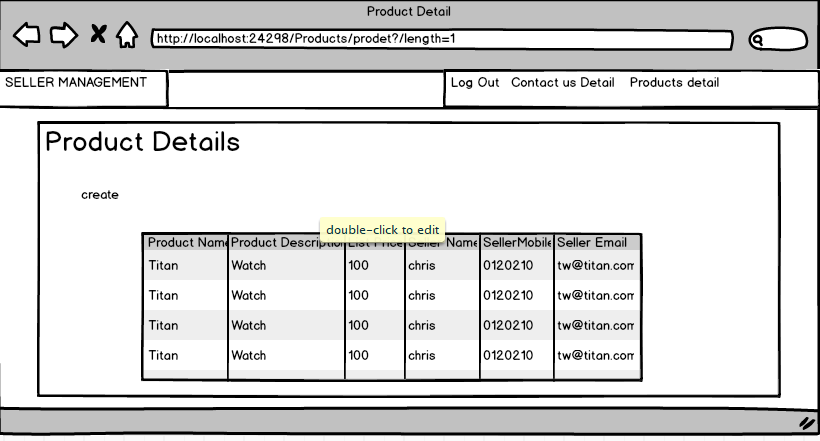 Product Detail
http://localhost:24298/Products/prodet?/length=1
SELLER MANAGEMENT
Log Out Contact us Detail Products detail
Product Details
create
double-click to edit
Product Name Product Description List Price Seller Name SellerMobile Seller Email
Titan Watch 100 chris 0120210 tw@titan.com
Titan Watch 100 chris 0120210 tw@titan.com
Titan Watch 100 chris 0120210 tw@titan.com
Titan Watch 100 chris 0120210 tw@titan.com